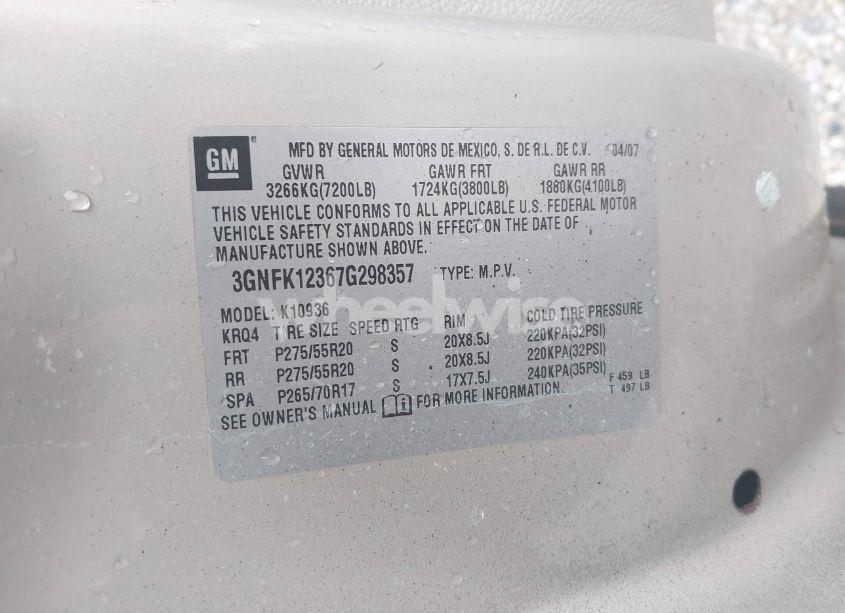 GM ® MFD BY GENERAL MOTORS DE MEXICO, S. DE R.L. DE C.V. 04/07
GVWR GAWR FRT GAWR RR
3266KG(7200LB) 1724KG(3800LB) 1860KG(4100LB)
THIS VEHICLE CONFORMS TO ALL APPLICABLE U.S. FEDERAL MOTOR
VEHICLE SAFETY STANDARDS IN EFFECT ON THE DATE OF
MANUFACTURE SHOWN ABOVE.
3GNFK12367G298357 TYPE: M.P.V.
wheelwise
MODEL: K10936
KRQ4 TIRE SIZE SPEED RTG RIM COLD TIRE PRESSURE
FRT P275/55R20 S 20X8.5J 220KPA(32PSI)
RR P275/55R20 S 20X8.5J 220KPA(32PSI)
SPA P265/70R17 S 17X7.5J 240KPA(35PSI) F 459 LB
SEE OWNER'S MANUAL FOR MORE INFORMATION. T 497 LB